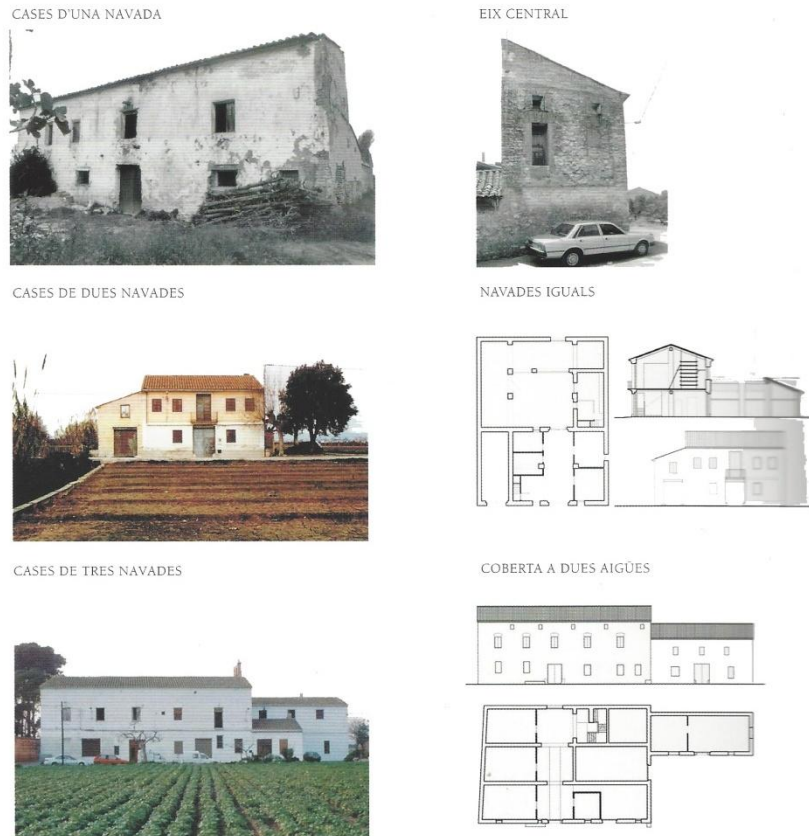 CASES D'UNA NAVADA
EIX CENTRAL
CASES DE DUES NAVADES
NAVADES IGUALS
CASES DE TRES NAVADES
COBERTA A DUES AIGÜES